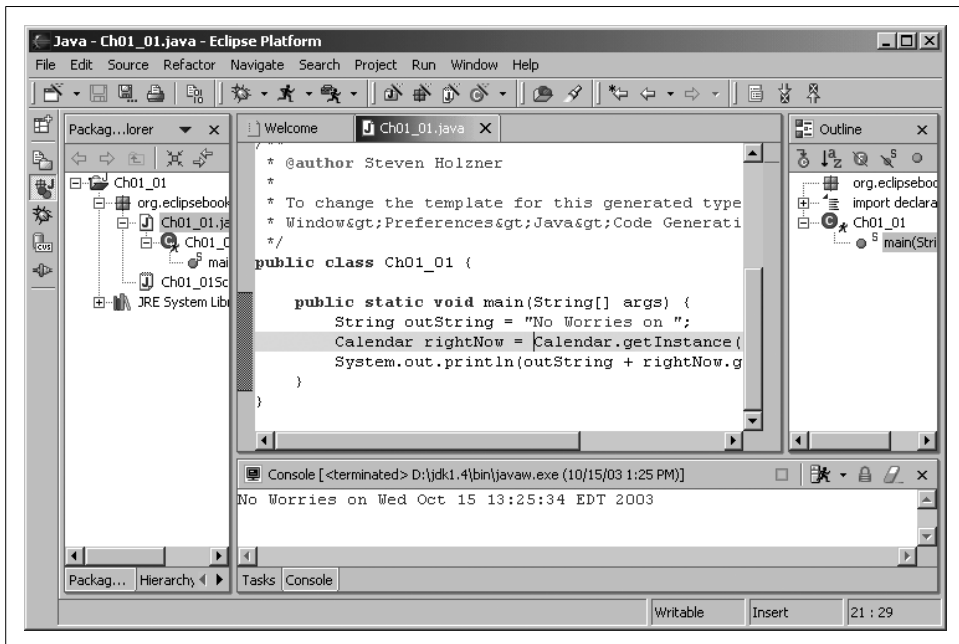 Java - Ch01_01.java - Eclipse Platform
File Edit Source Refactor Navigate Search Project Run Window Help
Packag...lorer
Ch01_01
org.eclipsebook
Ch01_01.ja
Ch01_0
mai
Ch01_01Sc
JRE System Lib
Welcome
Ch01_01.java
/**
* @author Steven Holzner
*
* To change the template for this generated type
* Window&gt;Preferences&gt;Java&gt;Code Generati
*/
public class Ch01_01 {
public static void main(String[] args) {
String outString = "No Worries on ";
Calendar rightNow = Calendar.getInstance(
System.out.println(outString + rightNow.g
}
}
Outline
org.eclipseboo
import declara
Ch01_01
main(Stri
Console [<terminated> D:\jdk1.4\bin\javaw.exe (10/15/03 1:25 PM)]
No Worries on Wed Oct 15 13:25:34 EDT 2003
Packag... Hierarchy
Tasks Console
Writable Insert 21 : 29